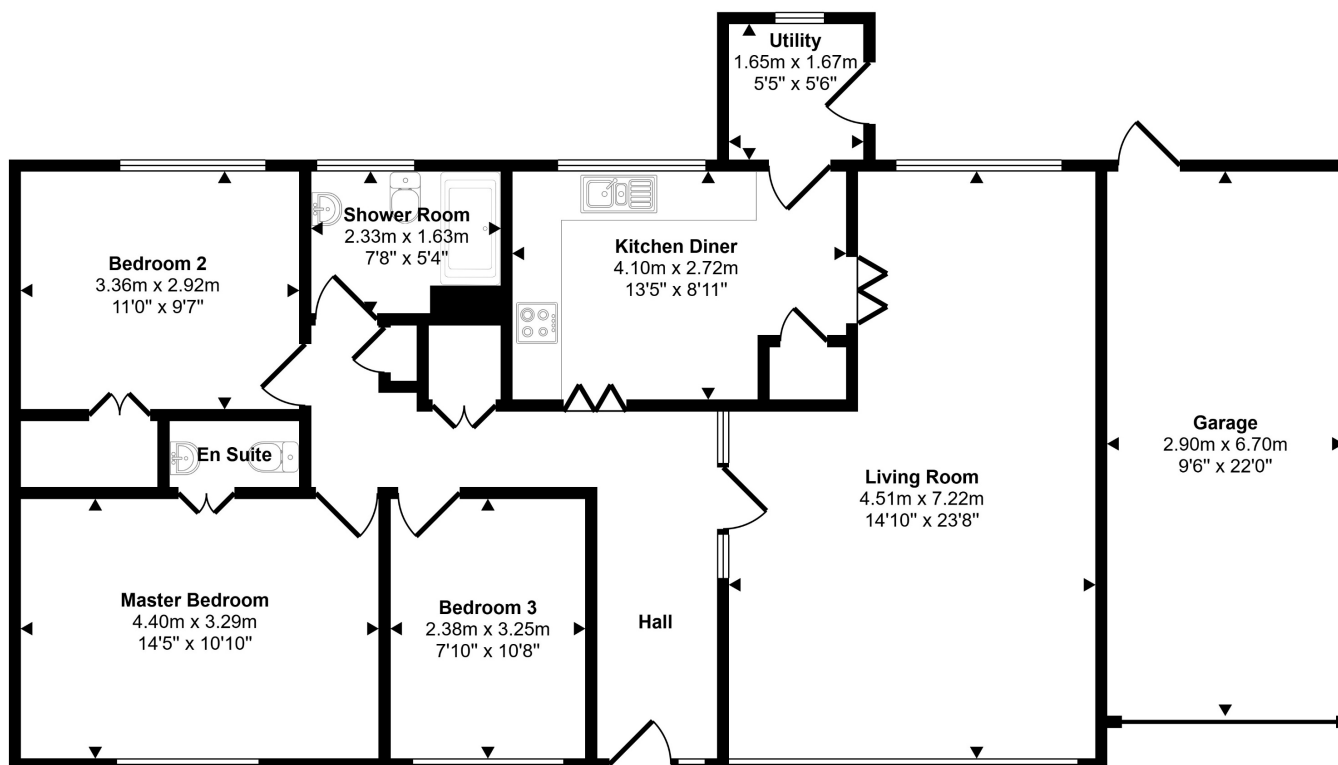 Utility
1.65m x 1.67m
5'5" x 5'6"
Shower Room
2.33m x 1.63m
7'8" x 5'4"
Kitchen Diner
4.10m x 2.72m
13'5" x 8'11"
Bedroom 2
3.36m x 2.92m
11'0" x 9'7"
En Suite
Garage
2.90m x 6.70m
9'6" x 22'0"
Living Room
4.51m x 7.22m
14'10" x 23'8"
Master Bedroom
4.40m x 3.29m
14'5" x 10'10"
Bedroom 3
2.38m x 3.25m
7'10" x 10'8"
Hall